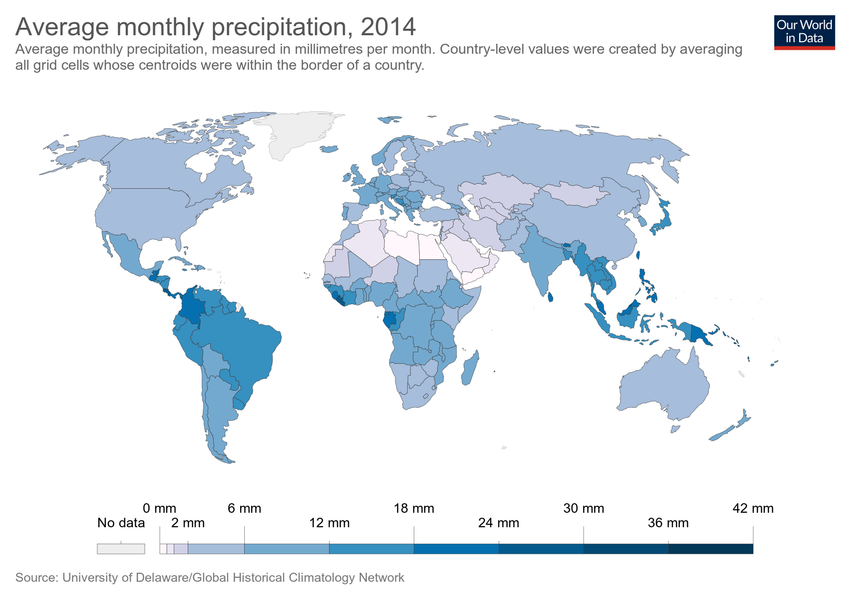 Average monthly precipitation, 2014
Our World
in Data
Average monthly precipitation, measured in millimetres per month. Country-level values were created by averaging
all grid cells whose centroids were within the border of a country.
0 mm 6 mm 18 mm 30 mm 42 mm
No data 2 mm 12 mm 24 mm 36 mm
Source: University of Delaware/Global Historical Climatology Network